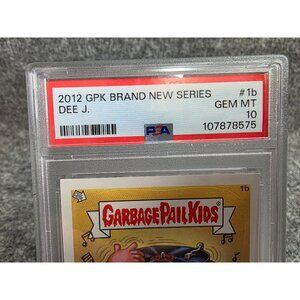 2012 GPK BRAND NEW SERIES #1b
DEE J. GEM MT
10
PSA 107878575
1b
GARBAGE PAIL KIDS